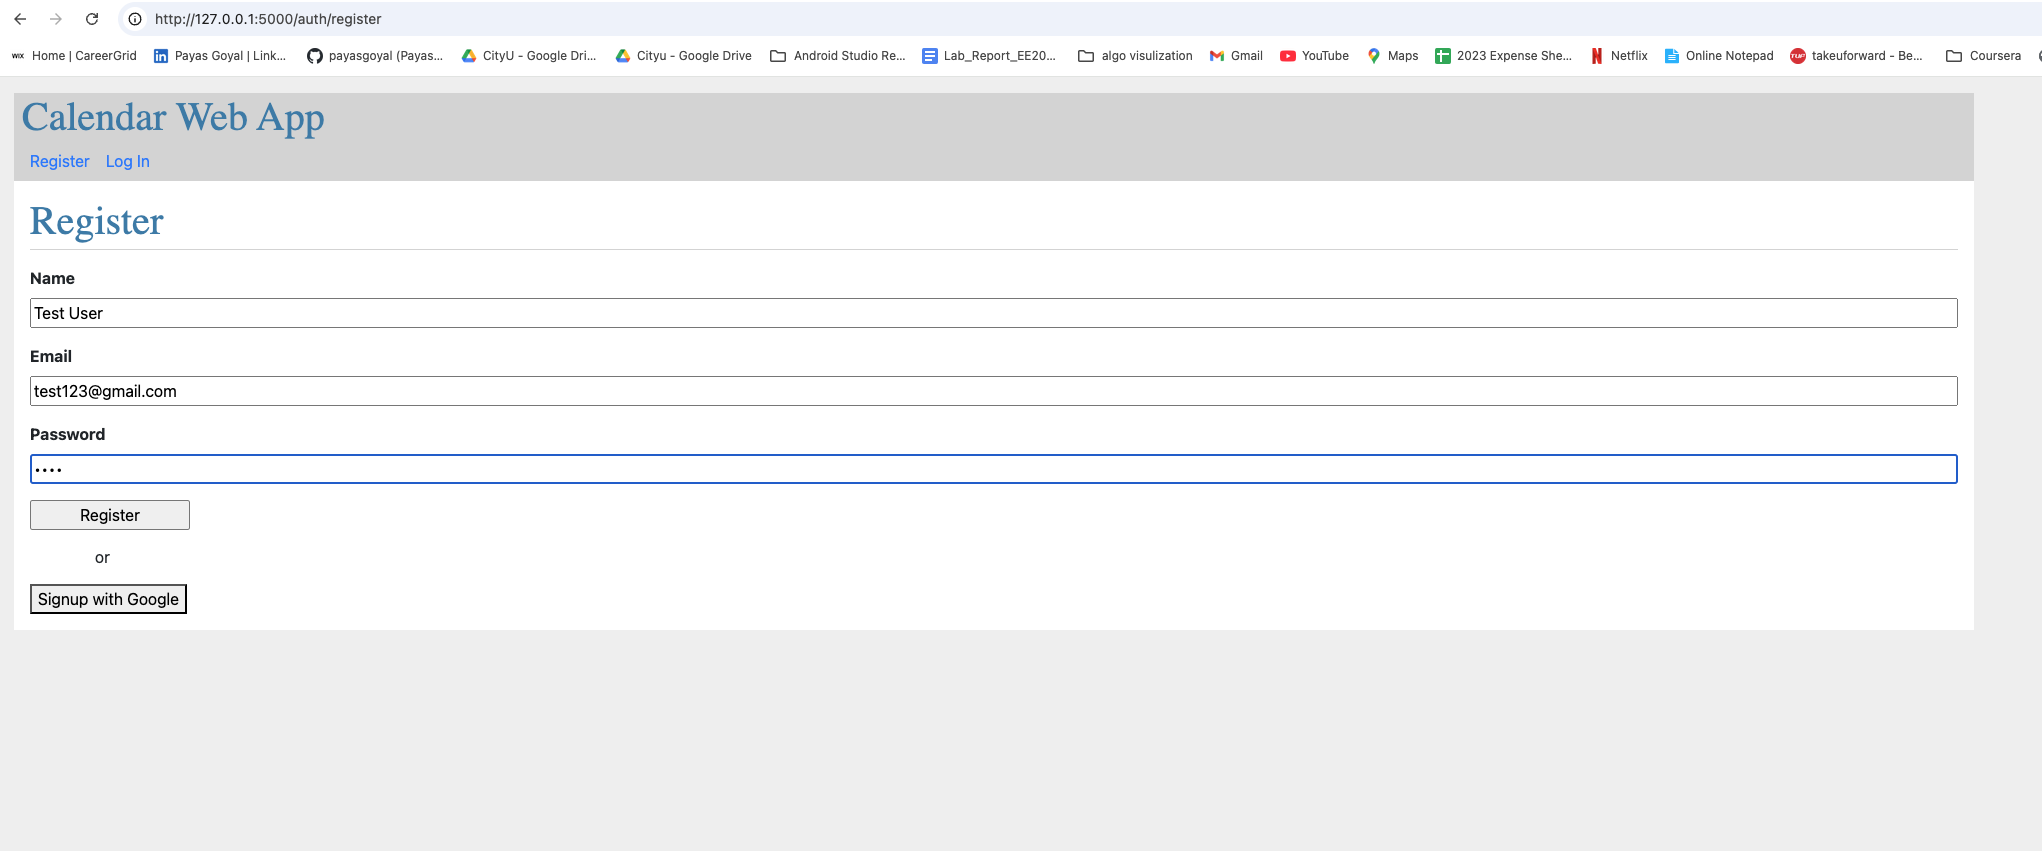 http://127.0.0.1:5000/auth/register
WIX Home | CareerGrid in Payas Goyal | Link... payasgoyal (Payas... CityU - Google Dri... Cityu - Google Drive Android Studio Re... Lab_Report_EE20... algo visulization Gmail YouTube Maps 2023 Expense She... Netflix Online Notepad TUF takeuforward - Be... Coursera
Calendar Web App
Register Log In
Register
Name
Test User
Email
test123@gmail.com
Password
••••
Register
or
Signup with Google